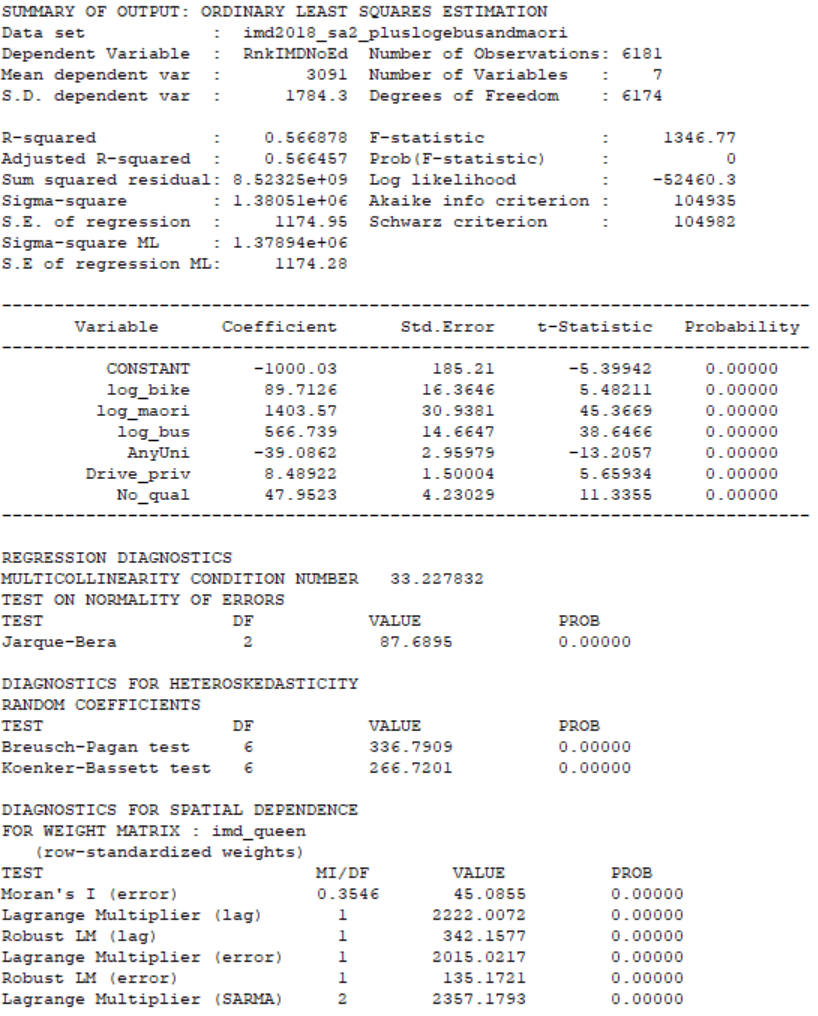 SUMMARY OF OUTPUT: ORDINARY LEAST SQUARES ESTIMATION
Data set : imd2018_sa2_pluslogebusandmaori
Dependent Variable : RnkIMDNoEd Number of Observations: 6181
Mean dependent var : 3091 Number of Variables : 7
S.D. dependent var : 1784.3 Degrees of Freedom : 6174
R-squared : 0.566878 F-statistic : 1346.77
Adjusted R-squared : 0.566457 Prob(F-statistic) : 0
Sum squared residual: 8.52325e+09 Log likelihood : -52460.3
Sigma-square : 1.38051e+06 Akaike info criterion : 104935
S.E. of regression : 1174.95 Schwarz criterion : 104982
Sigma-square ML : 1.37894e+06
S.E of regression ML: 1174.28
-----------------------------------------------------------------------------
Variable Coefficient Std.Error t-Statistic Probability
-----------------------------------------------------------------------------
CONSTANT -1000.03 185.21 -5.39942 0.00000
log_bike 89.7126 16.3646 5.48211 0.00000
log_maori 1403.57 30.9381 45.3669 0.00000
log_bus 566.739 14.6647 38.6466 0.00000
AnyUni -39.0862 2.95979 -13.2057 0.00000
Drive_priv 8.48922 1.50004 5.65934 0.00000
No_qual 47.9523 4.23029 11.3355 0.00000
-----------------------------------------------------------------------------
REGRESSION DIAGNOSTICS
MULTICOLLINEARITY CONDITION NUMBER 33.227832
TEST ON NORMALITY OF ERRORS
TEST DF VALUE PROB
Jarque-Bera 2 87.6895 0.00000
DIAGNOSTICS FOR HETEROSKEDASTICITY
RANDOM COEFFICIENTS
TEST DF VALUE PROB
Breusch-Pagan test 6 336.7909 0.00000
Koenker-Bassett test 6 266.7201 0.00000
DIAGNOSTICS FOR SPATIAL DEPENDENCE
FOR WEIGHT MATRIX : imd_queen
(row-standardized weights)
TEST MI/DF VALUE PROB
Moran's I (error) 0.3546 45.0855 0.00000
Lagrange Multiplier (lag) 1 2222.0072 0.00000
Robust LM (lag) 1 342.1577 0.00000
Lagrange Multiplier (error) 1 2015.0217 0.00000
Robust LM (error) 1 135.1721 0.00000
Lagrange Multiplier (SARMA) 2 2357.1793 0.00000